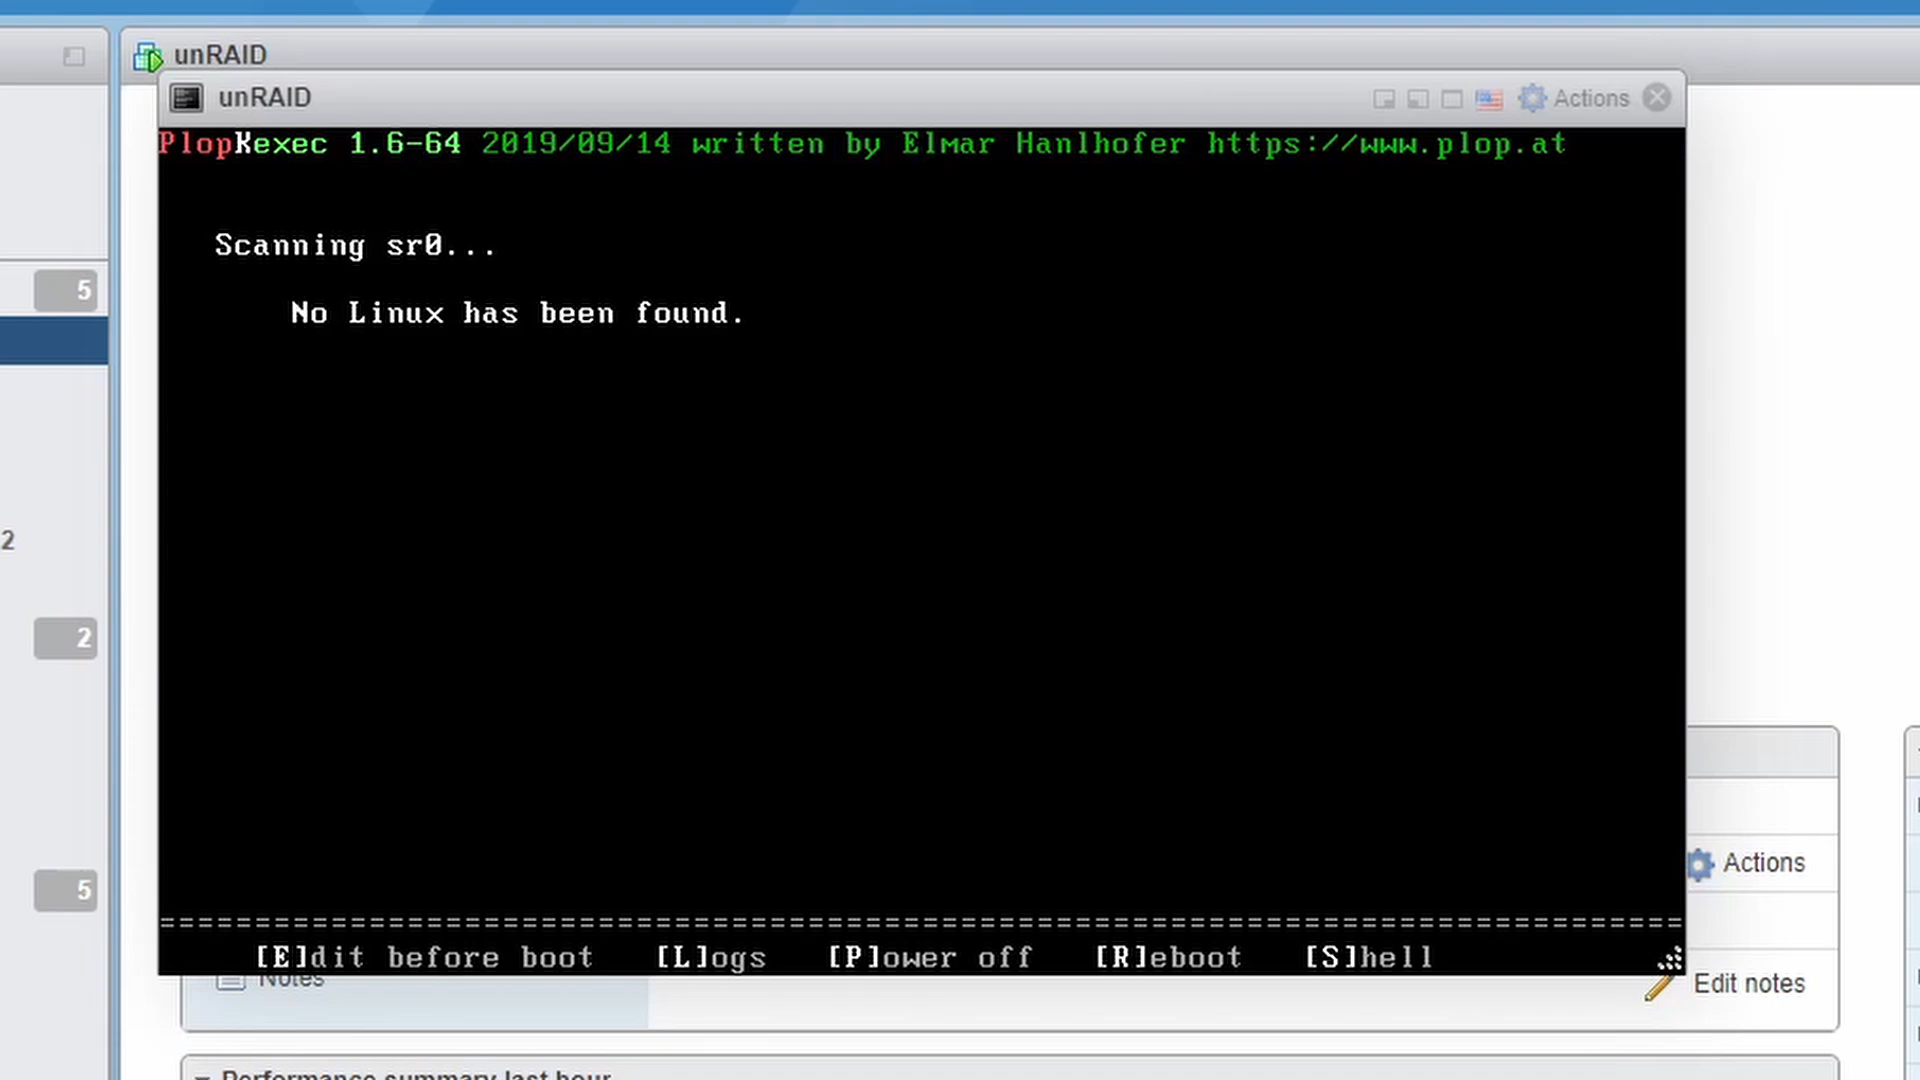 unRAID
unRAID
Actions
PlopKexec 1.6-64 2019/09/14 written by Elmar Hanlhofer https://www.plop.at
Scanning sr0...
No Linux has been found.
5
2
2
5
Actions
[E]dit before boot [L]ogs [P]ower off [R]eboot [S]hell
Notes
Edit notes
Performance summary last hour